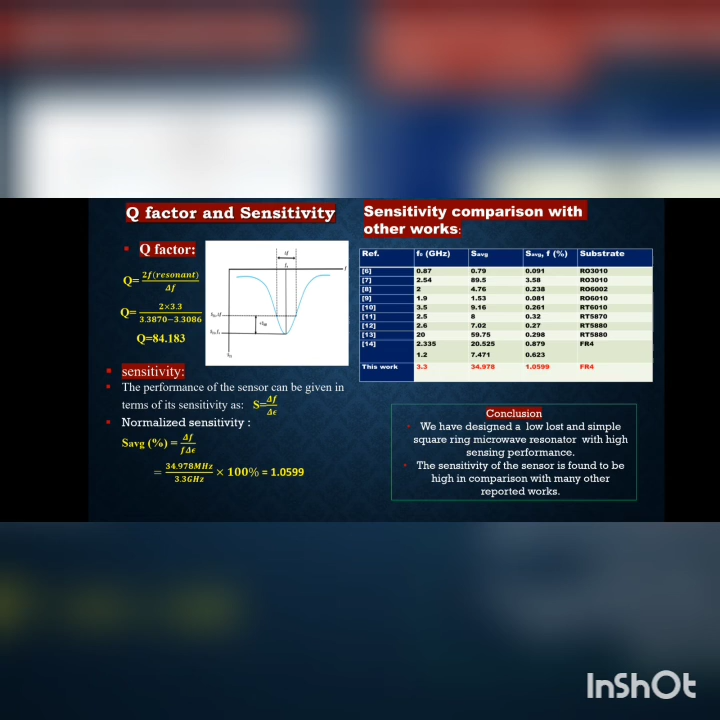 Q factor and Sensitivity
Q factor:
Q= 2f(resonant) / Δf
Q= 2×3.3 / 3.3870−3.3086
Q=84.183
sensitivity:
The performance of the sensor can be given in
terms of its sensitivity as: S= Δf / Δϵ
Normalized sensitivity :
Savg (%) = Δf / fΔϵ
= 34.978MHz / 3.3GHz × 100% = 1.0599
Sensitivity comparison with
other works:
Ref. f₀ (GHz) Savg Savg, f (%) Substrate
[6] 0.87 0.79 0.091 RO3010
[7] 2.54 89.5 3.58 RO3010
[8] 2 4.76 0.238 RO6002
[9] 1.9 1.53 0.081 RO6010
[10] 3.5 9.16 0.261 RT6010
[11] 2.5 8 0.32 RT5870
[12] 2.6 7.02 0.27 RT5880
[13] 20 59.75 0.298 RT5880
[14] 2.335 20.525 0.879 FR4
1.2 7.471 0.623
This work 3.3 34,978 1.0599 FR4
Conclusion
We have designed a low lost and simple
square ring microwave resonator with high
sensing performance.
The sensitivity of the sensor is found to be
high in comparison with many other
reported works.
InShOt